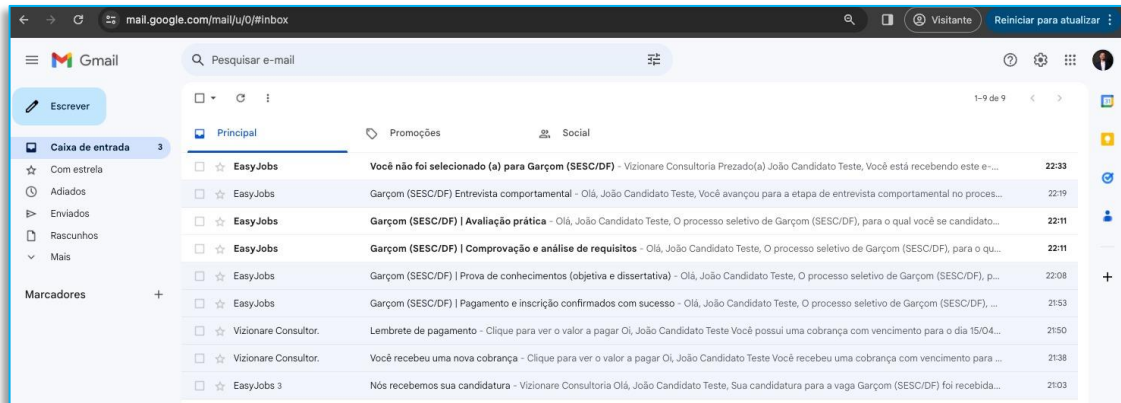 mail.google.com/mail/u/0/#inbox Visitante Reiniciar para atualizar
Gmail Pesquisar e-mail
Escrever 1-9 de 9
Principal Promoções Social
Caixa de entrada 3
Com estrela
Adiados
Enviados
Rascunhos
Mais
Marcadores +
EasyJobs Você não foi selecionado (a) para Garçom (SESC/DF) - Vizionare Consultoria Prezado(a) João Candidato Teste, Você está recebendo este e-... 22:33
EasyJobs Garçom (SESC/DF) Entrevista comportamental - Olá, João Candidato Teste, Você avançou para a etapa de entrevista comportamental no proces... 22:19
EasyJobs Garçom (SESC/DF) | Avaliação prática - Olá, João Candidato Teste, O processo seletivo de Garçom (SESC/DF), para o qual você se candidato... 22:11
EasyJobs Garçom (SESC/DF) | Comprovação e análise de requisitos - Olá, João Candidato Teste, O processo seletivo de Garçom (SESC/DF), para o qu... 22:11
EasyJobs Garçom (SESC/DF) | Prova de conhecimentos (objetiva e dissertativa) - Olá, João Candidato Teste, O processo seletivo de Garçom (SESC/DF), p... 22:08
EasyJobs Garçom (SESC/DF) | Pagamento e inscrição confirmados com sucesso - Olá, João Candidato Teste, O processo seletivo de Garçom (SESC/DF), ... 21:53
Vizionare Consultor. Lembrete de pagamento - Clique para ver o valor a pagar Oi, João Candidato Teste Você possui uma cobrança com vencimento para o dia 15/04... 21:50
Vizionare Consultor. Você recebeu uma nova cobrança - Clique para ver o valor a pagar Oi, João Candidato Teste Você recebeu uma cobrança com vencimento para ... 21:38
EasyJobs 3 Nós recebemos sua candidatura - Vizionare Consultoria Olá, João Candidato Teste, Sua candidatura para a vaga Garçom (SESC/DF) foi recebida... 21:03